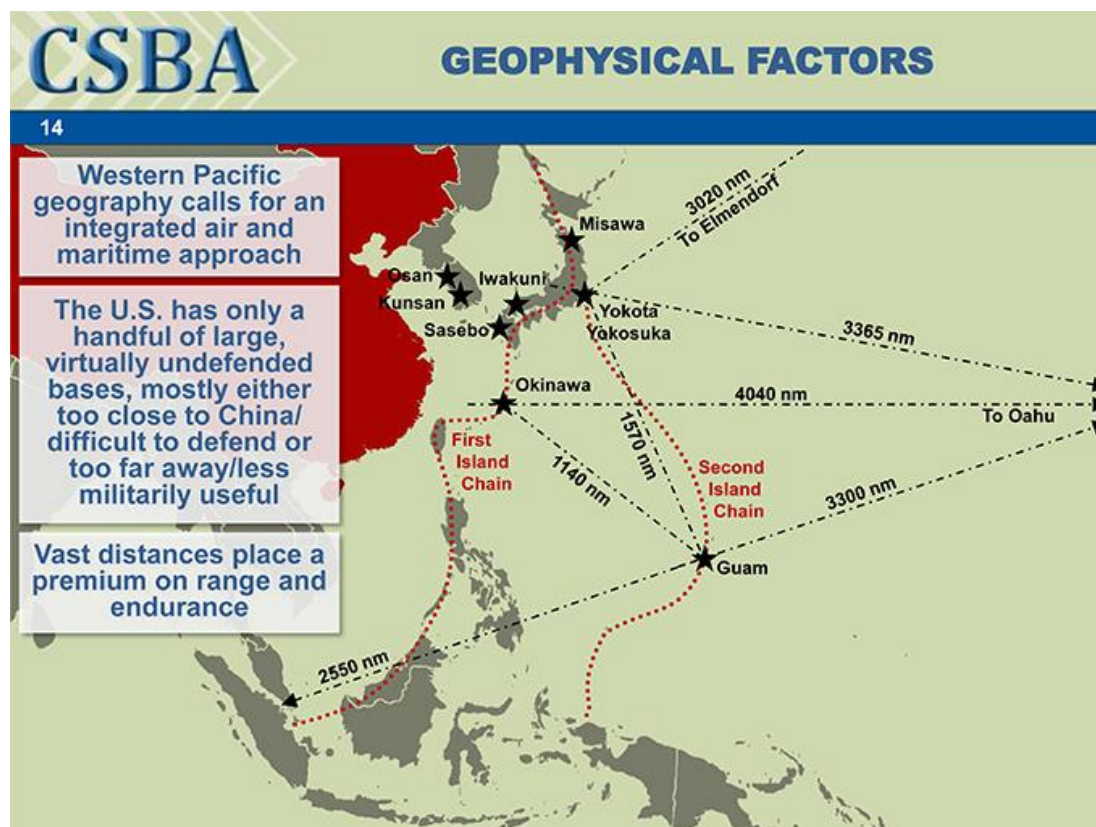 CSBA
GEOPHYSICAL FACTORS
14
Western Pacific
geography calls for an
integrated air and
maritime approach
The U.S. has only a
handful of large,
virtually undefended
bases, mostly either
too close to China/
difficult to defend or
too far away/less
militarily useful
Vast distances place a
premium on range and
endurance
3020 nm
To Elmendorf
Misawa
Osan
Iwakuni
Kunsan
Sasebo
Yokota
Yokosuka
3365 nm
Okinawa
4040 nm
To Oahu
First
Island
Chain
1140 nm
1570 nm
Second
Island
Chain
3300 nm
Guam
2550 nm